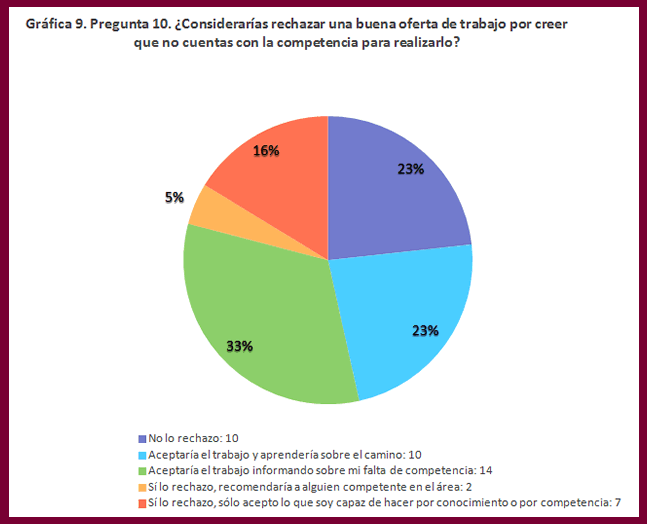 Gráfica 9. Pregunta 10. ¿Considerarías rechazar una buena oferta de trabajo por creer
que no cuentas con la competencia para realizarlo?
16%
23%
5%
23%
33%
No lo rechazo: 10
Aceptaría el trabajo y aprendería sobre el camino: 10
Aceptaría el trabajo informando sobre mi falta de competencia: 14
Sí lo rechazo, recomendaría a alguien competente en el área: 2
Sí lo rechazo, sólo acepto lo que soy capaz de hacer por conocimiento o por competencia: 7